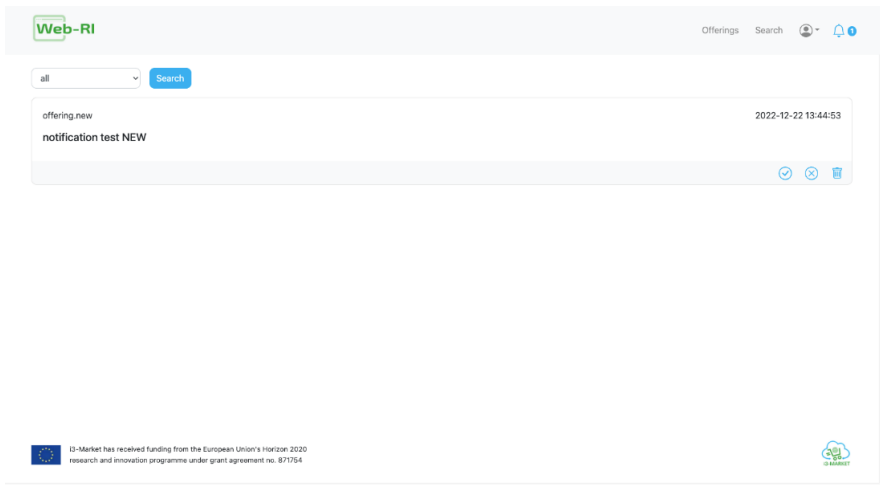 Web-RI
Offerings Search 1
all Search
offering.new 2022-12-22 13:44:53
notification test NEW
i3-Market has received funding from the European Union's Horizon 2020
research and innovation programme under grant agreement no. 871754
i3-MARKET